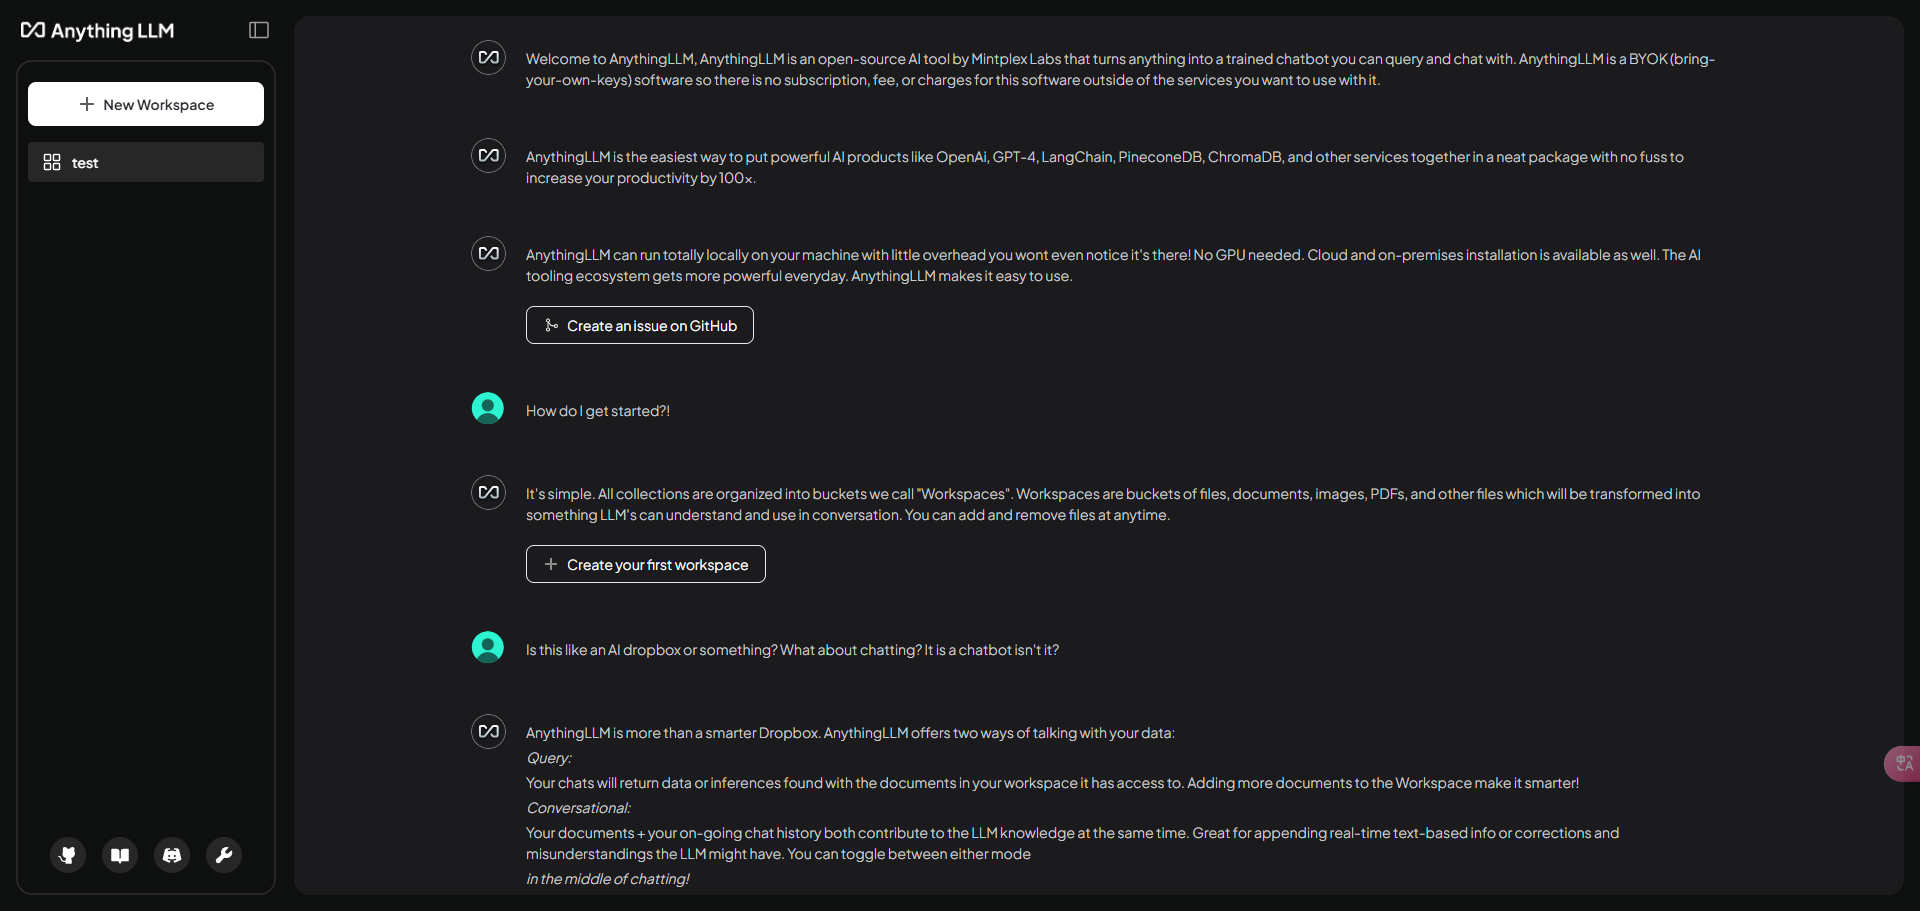 Anything LLM
New Workspace
test
Welcome to AnythingLLM, AnythingLLM is an open-source AI tool by Mintplex Labs that turns anything into a trained chatbot you can query and chat with. AnythingLLM is a BYOK (bring-
your-own-keys) software so there is no subscription, fee, or charges for this software outside of the services you want to use with it.
AnythingLLM is the easiest way to put powerful AI products like OpenAi, GPT-4, LangChain, PineconeDB, ChromaDB, and other services together in a neat package with no fuss to
increase your productivity by 100x.
AnythingLLM can run totally locally on your machine with little overhead you wont even notice it's there! No GPU needed. Cloud and on-premises installation is available as well. The AI
tooling ecosystem gets more powerful everyday. AnythingLLM makes it easy to use.
Create an issue on GitHub
How do I get started?!
It's simple. All collections are organized into buckets we call "Workspaces". Workspaces are buckets of files, documents, images, PDFs, and other files which will be transformed into
something LLM's can understand and use in conversation. You can add and remove files at anytime.
Create your first workspace
Is this like an AI dropbox or something? What about chatting? It is a chatbot isn't it?
AnythingLLM is more than a smarter Dropbox. AnythingLLM offers two ways of talking with your data:
Query:
Your chats will return data or inferences found with the documents in your workspace it has access to. Adding more documents to the Workspace make it smarter!
Conversational:
Your documents + your on-going chat history both contribute to the LLM knowledge at the same time. Great for appending real-time text-based info or corrections and
misunderstandings the LLM might have. You can toggle between either mode
in the middle of chatting!